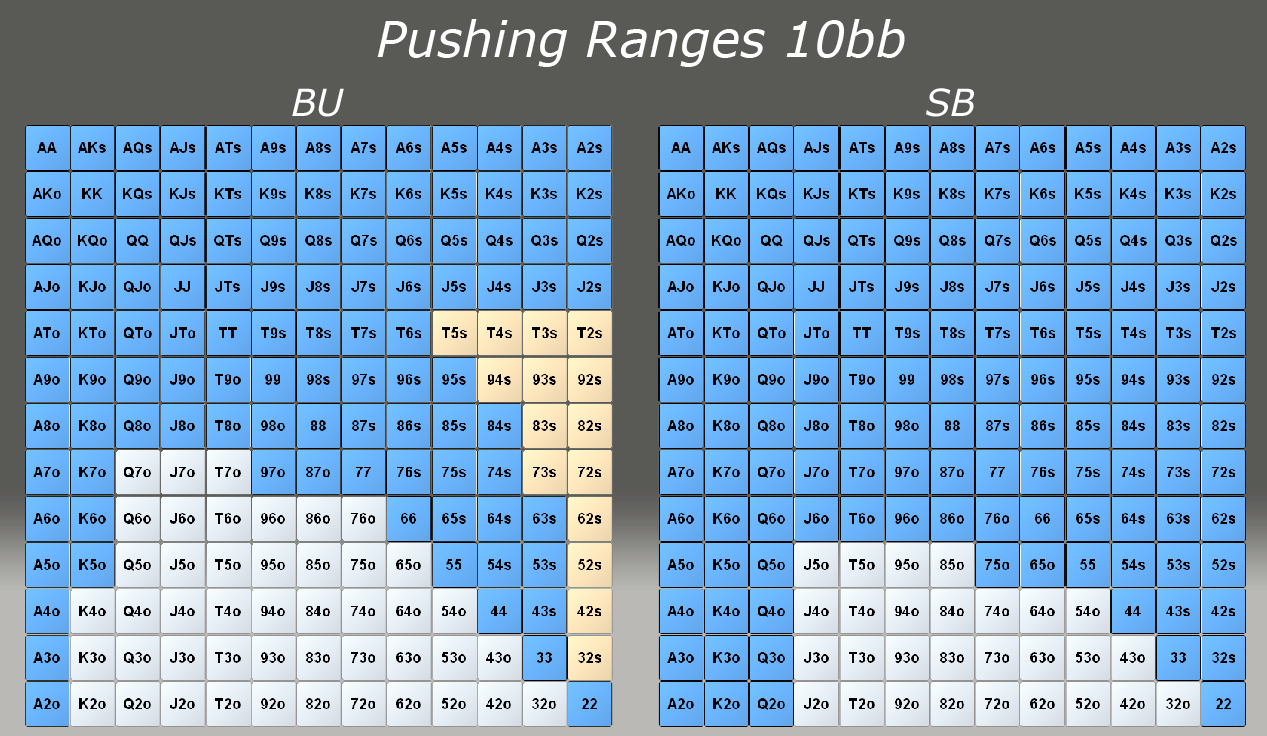 Pushing Ranges 10bb
BU
SB
AA AKs AQs AJs ATs A9s A8s A7s A6s A5s A4s A3s A2s
AA AKs AQs AJs ATs A9s A8s A7s A6s A5s A4s A3s A2s
AKo KK KQs KJs KTs K9s K8s K7s K6s K5s K4s K3s K2s
AKo KK KQs KJs KTs K9s K8s K7s K6s K5s K4s K3s K2s
AQo KQo QQ QJs QTs Q9s Q8s Q7s Q6s Q5s Q4s Q3s Q2s
AQo KQo QQ QJs QTs Q9s Q8s Q7s Q6s Q5s Q4s Q3s Q2s
AJo KJo QJo JJ JTs J9s J8s J7s J6s J5s J4s J3s J2s
AJo KJo QJo JJ JTs J9s J8s J7s J6s J5s J4s J3s J2s
ATo KTo QTo JTo TT T9s T8s T7s T6s T5s T4s T3s T2s
ATo KTo QTo JTo TT T9s T8s T7s T6s T5s T4s T3s T2s
A9o K9o Q9o J9o T9o 99 98s 97s 96s 95s 94s 93s 92s
A9o K9o Q9o J9o T9o 99 98s 97s 96s 95s 94s 93s 92s
A8o K8o Q8o J8o T8o 98o 88 87s 86s 85s 84s 83s 82s
A8o K8o Q8o J8o T8o 98o 88 87s 86s 85s 84s 83s 82s
A7o K7o Q7o J7o T7o 97o 87o 77 76s 75s 74s 73s 72s
A7o K7o Q7o J7o T7o 97o 87o 77 76s 75s 74s 73s 72s
A6o K6o Q6o J6o T6o 96o 86o 76o 66 65s 64s 63s 62s
A6o K6o Q6o J6o T6o 96o 86o 76o 66 65s 64s 63s 62s
A5o K5o Q5o J5o T5o 95o 85o 75o 65o 55 54s 53s 52s
A5o K5o Q5o J5o T5o 95o 85o 75o 65o 55 54s 53s 52s
A4o K4o Q4o J4o T4o 94o 84o 74o 64o 54o 44 43s 42s
A4o K4o Q4o J4o T4o 94o 84o 74o 64o 54o 44 43s 42s
A3o K3o Q3o J3o T3o 93o 83o 73o 63o 53o 43o 33 32s
A3o K3o Q3o J3o T3o 93o 83o 73o 63o 53o 43o 33 32s
A2o K2o Q2o J2o T2o 92o 82o 72o 62o 52o 42o 32o 22
A2o K2o Q2o J2o T2o 92o 82o 72o 62o 52o 42o 32o 22